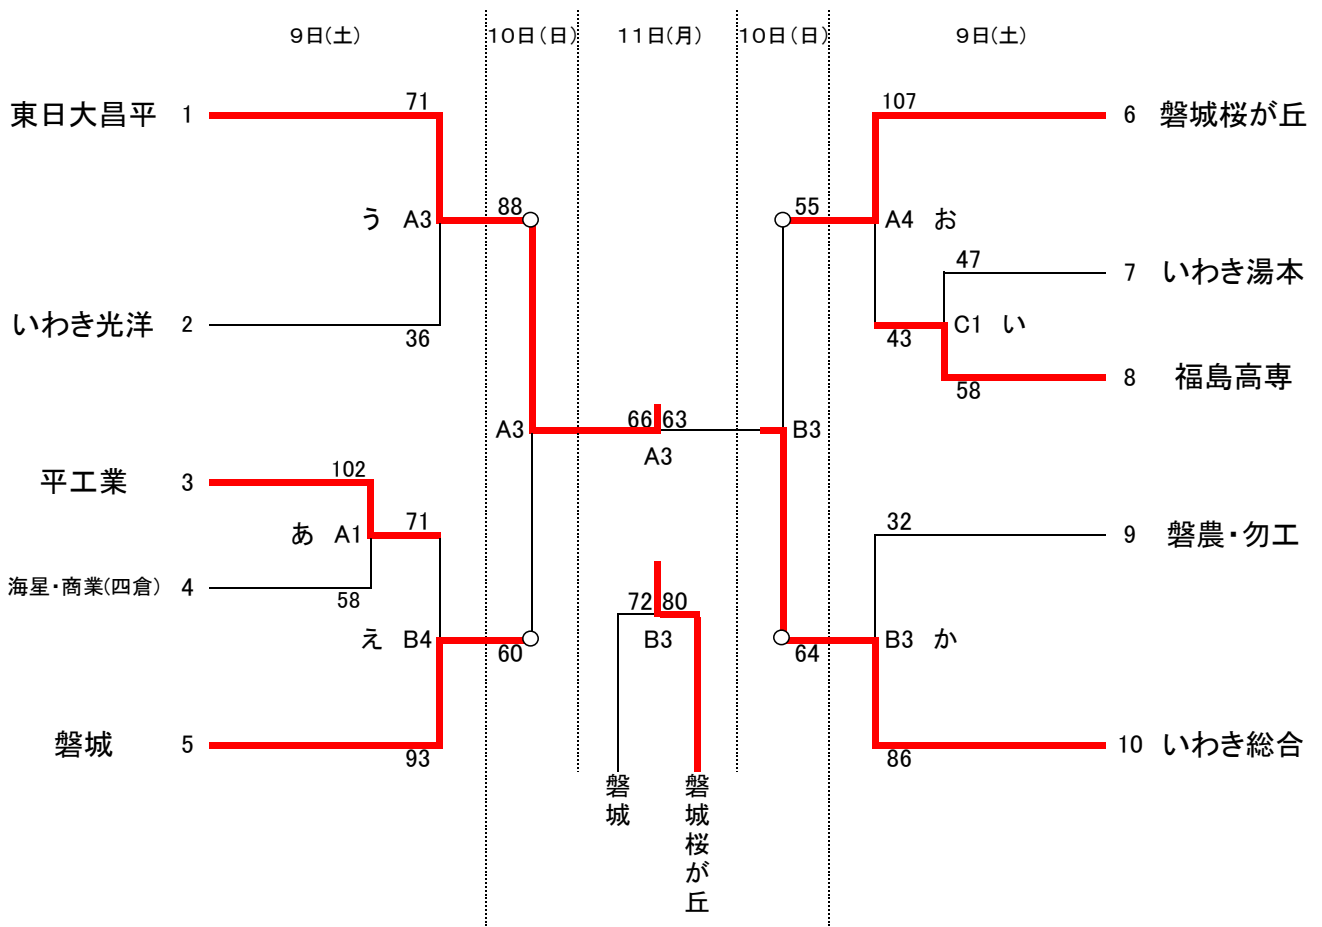 9日(土) 10日(日) 11日(月) 10日(日) 9日(土)
東日大昌平 1 71 107 6 磐城桜が丘
う A3 88 55 A4 お
47 7 いわき湯本
いわき光洋 2 36 43 C1 い
58 8 福島高専
A3 66 63 B3
A3
平工業 3 102
あ A1 71 32 9 磐農・勿工
海星・商業(四倉) 4 58
72 80
え B4 60 B3 64 B3 か
磐城 5 93 86 10 いわき総合
磐城
磐城桜が丘